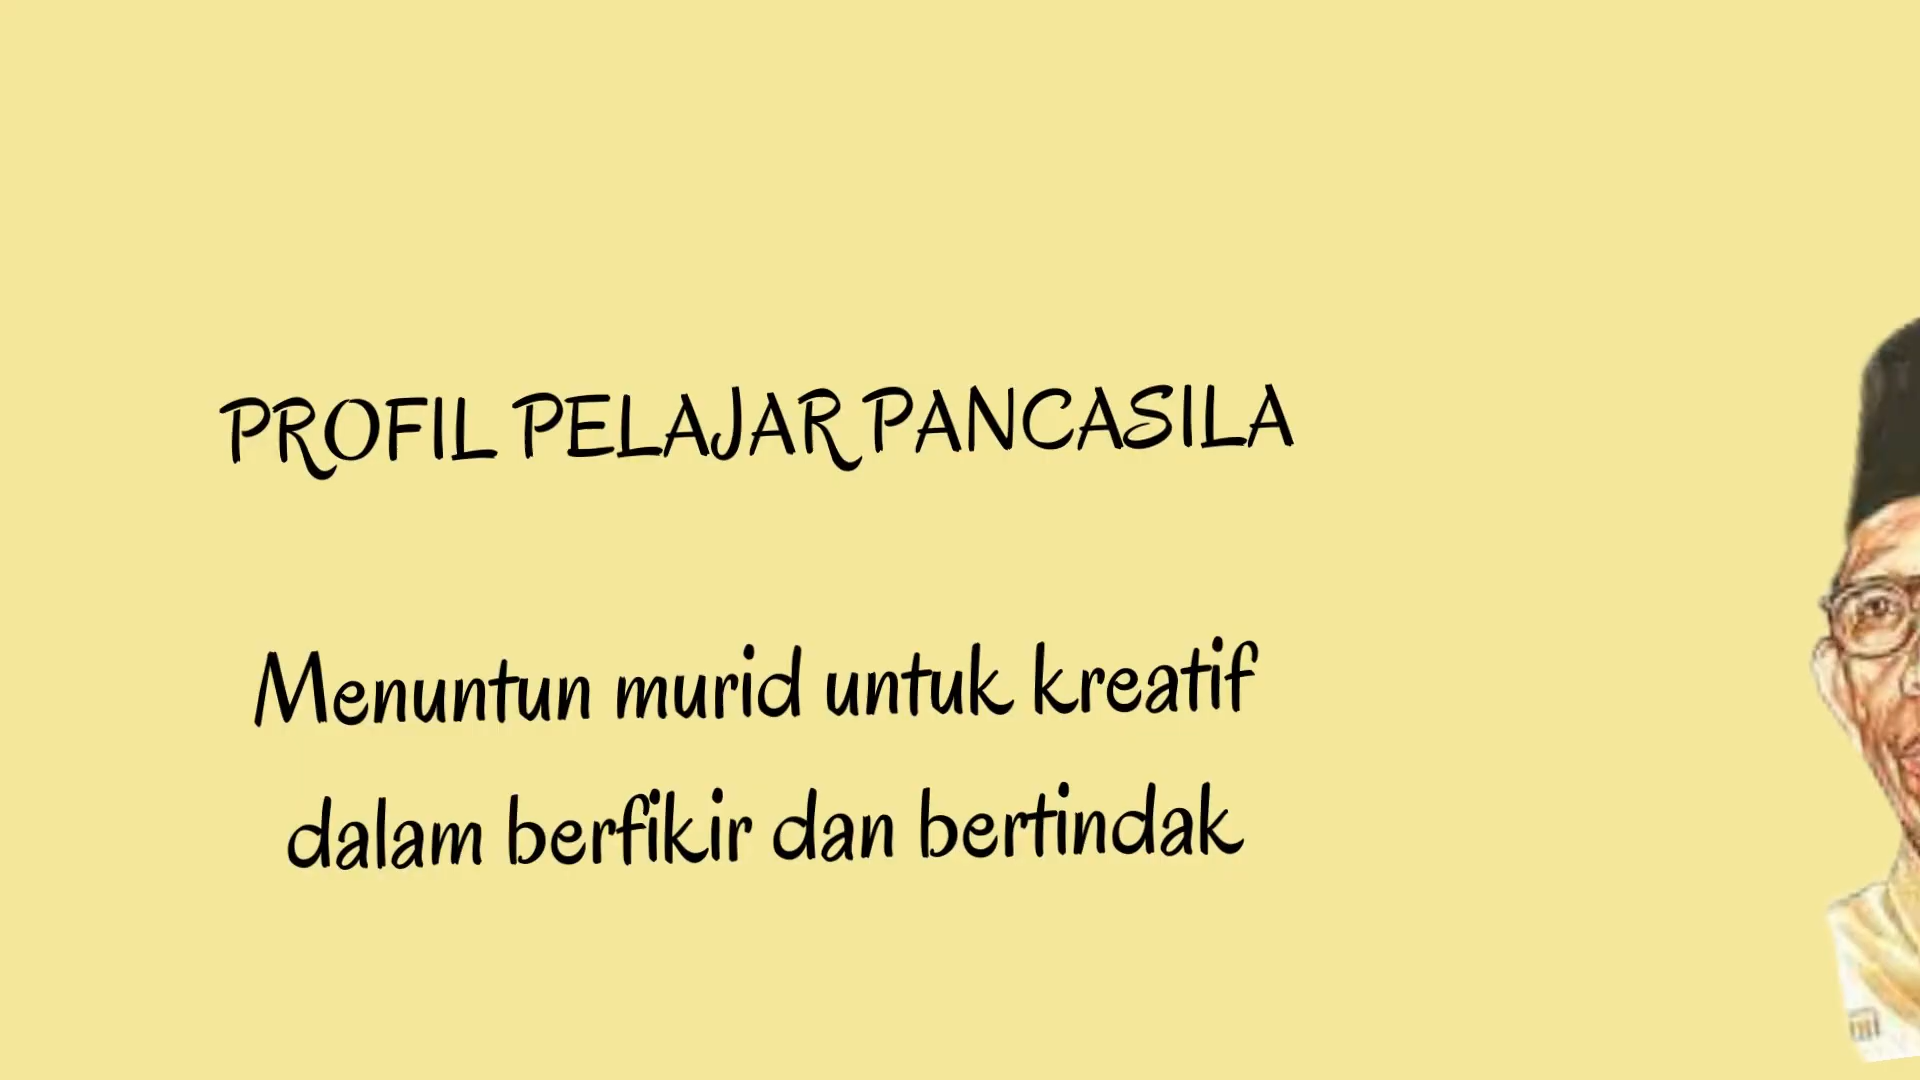 PROFIL PELAJAR PANCASILA
Menuntun murid untuk kreatif
dalam berfikir dan bertindak